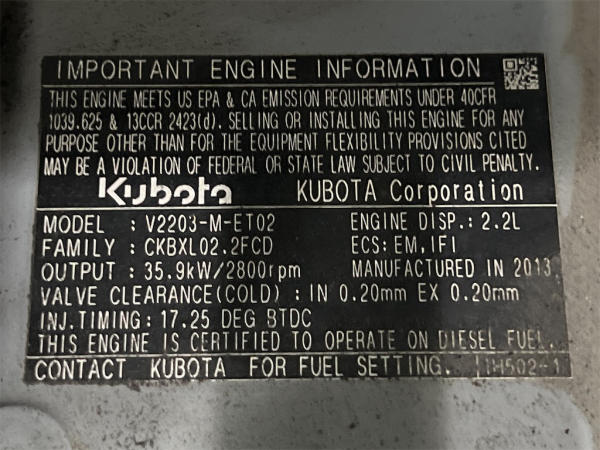 IMPORTANT ENGINE INFORMATION
THIS ENGINE MEETS US EPA & CA EMISSION REQUIREMENTS UNDER 40CFR
1039.625 & 13CCR 2423(d). SELLING OR INSTALLING THIS ENGINE FOR ANY
PURPOSE OTHER THAN FOR THE EQUIPMENT FLEXIBILITY PROVISIONS CITED
MAY BE A VIOLATION OF FEDERAL OR STATE LAW SUBJECT TO CIVIL PENALTY.
Kubota KUBOTA Corporation
MODEL : V2203-M-ET02 ENGINE DISP.: 2.2L
FAMILY : CKBXL02.2FCD ECS: EM, IFI
OUTPUT : 35.9kW/2800rpm MANUFACTURED IN 2013
VALVE CLEARANCE(COLD) : IN 0.20mm EX 0.20mm
INJ.TIMING: 17.25 DEG BTDC
THIS ENGINE IS CERTIFIED TO OPERATE ON DIESEL FUEL.
CONTACT KUBOTA FOR FUEL SETTING.